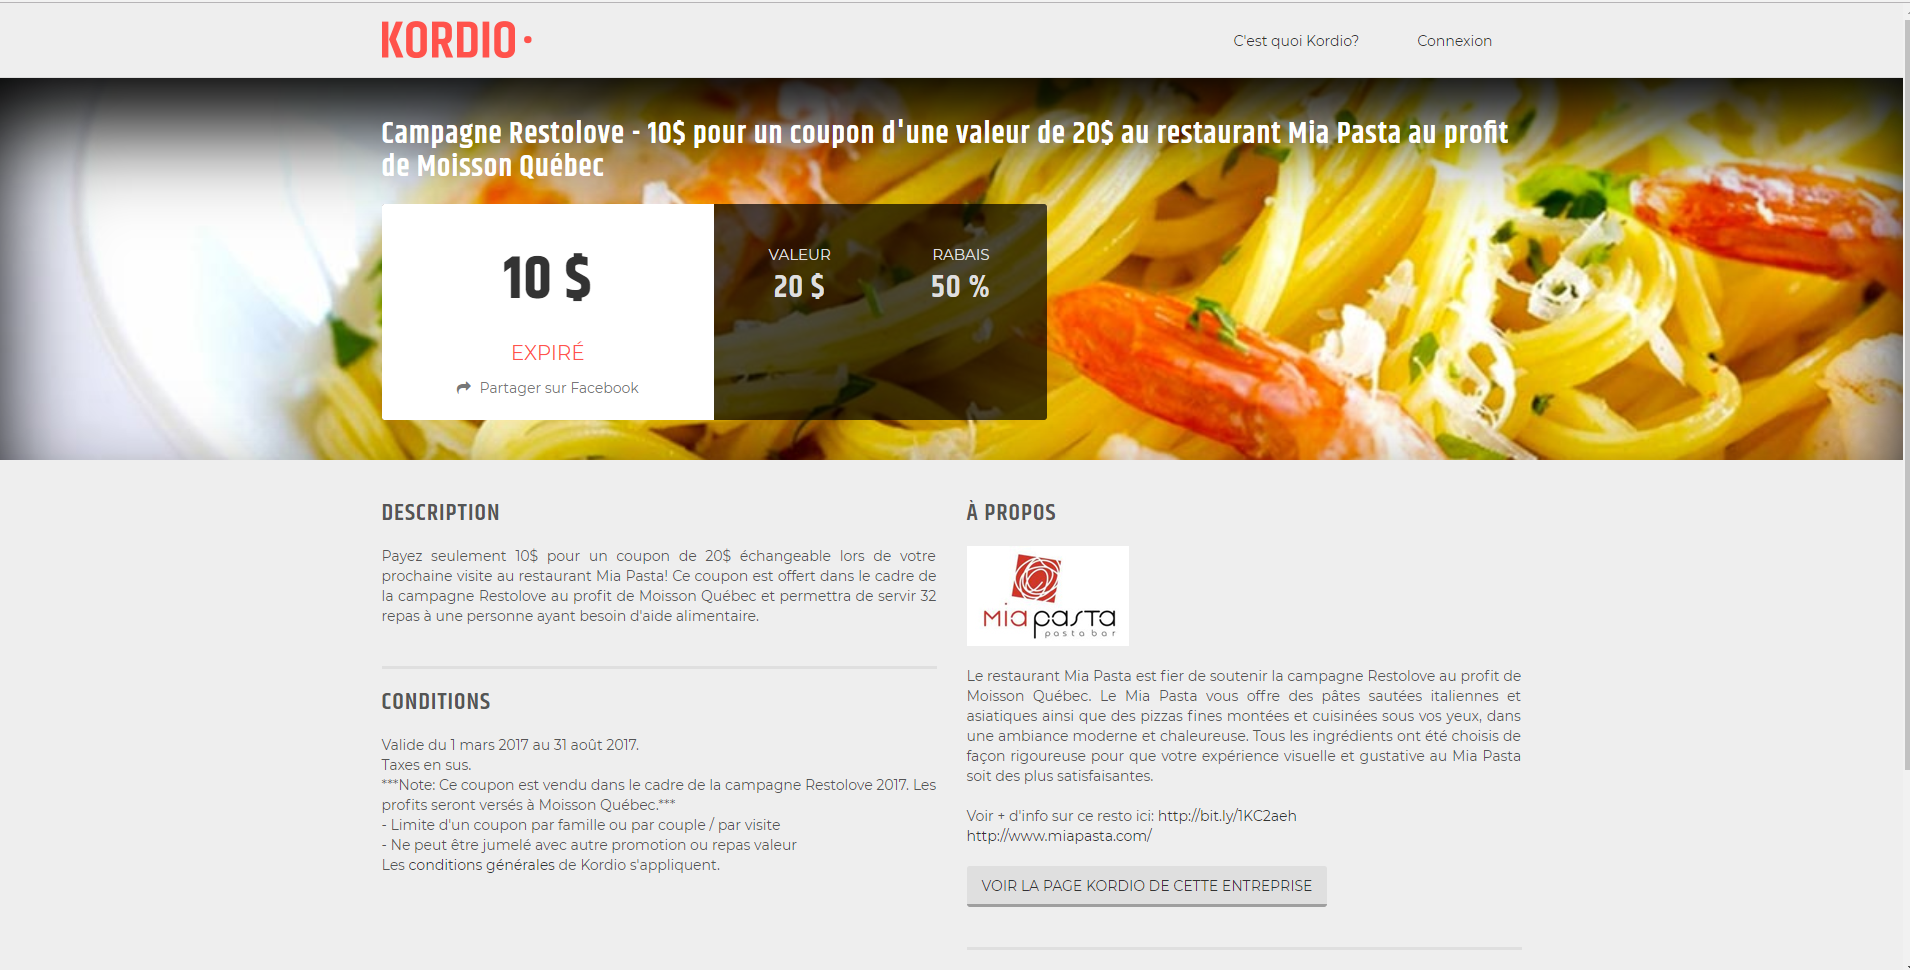 KORDIO
C'est quoi Kordio?
Connexion
Campagne Restolove - 10$ pour un coupon d'une valeur de 20$ au restaurant Mia Pasta au profit
de Moisson Québec
10 $
EXPIRÉ
Partager sur Facebook
VALEUR
20 $
RABAIS
50 %
DESCRIPTION
Payez seulement 10$ pour un coupon de 20$ échangeable lors de votre
prochaine visite au restaurant Mia Pasta! Ce coupon est offert dans le cadre de
la campagne Restolove au profit de Moisson Québec et permettra de servir 32
repas à une personne ayant besoin d'aide alimentaire.
CONDITIONS
Valide du 1 mars 2017 au 31 août 2017.
Taxes en sus.
***Note: Ce coupon est vendu dans le cadre de la campagne Restolove 2017. Les
profits seront versés à Moisson Québec.***
- Limite d'un coupon par famille ou par couple / par visite
- Ne peut être jumelé avec autre promotion ou repas valeur
Les conditions générales de Kordio s'appliquent.
À PROPOS
miapasta
pasta bar
Le restaurant Mia Pasta est fier de soutenir la campagne Restolove au profit de
Moisson Québec. Le Mia Pasta vous offre des pâtes sautées italiennes et
asiatiques ainsi que des pizzas fines montées et cuisinées sous vos yeux, dans
une ambiance moderne et chaleureuse. Tous les ingrédients ont été choisis de
façon rigoureuse pour que votre expérience visuelle et gustative au Mia Pasta
soit des plus satisfaisantes.
Voir + d'info sur ce resto ici: http://bit.ly/1KC2aeh
http://www.miapasta.com/
VOIR LA PAGE KORDIO DE CETTE ENTREPRISE